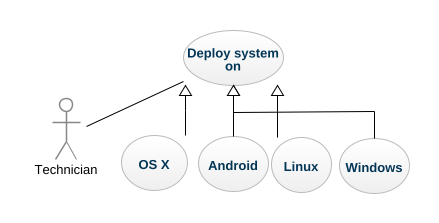 Deploy system
on
Technician
OS X
Android
Linux
Windows